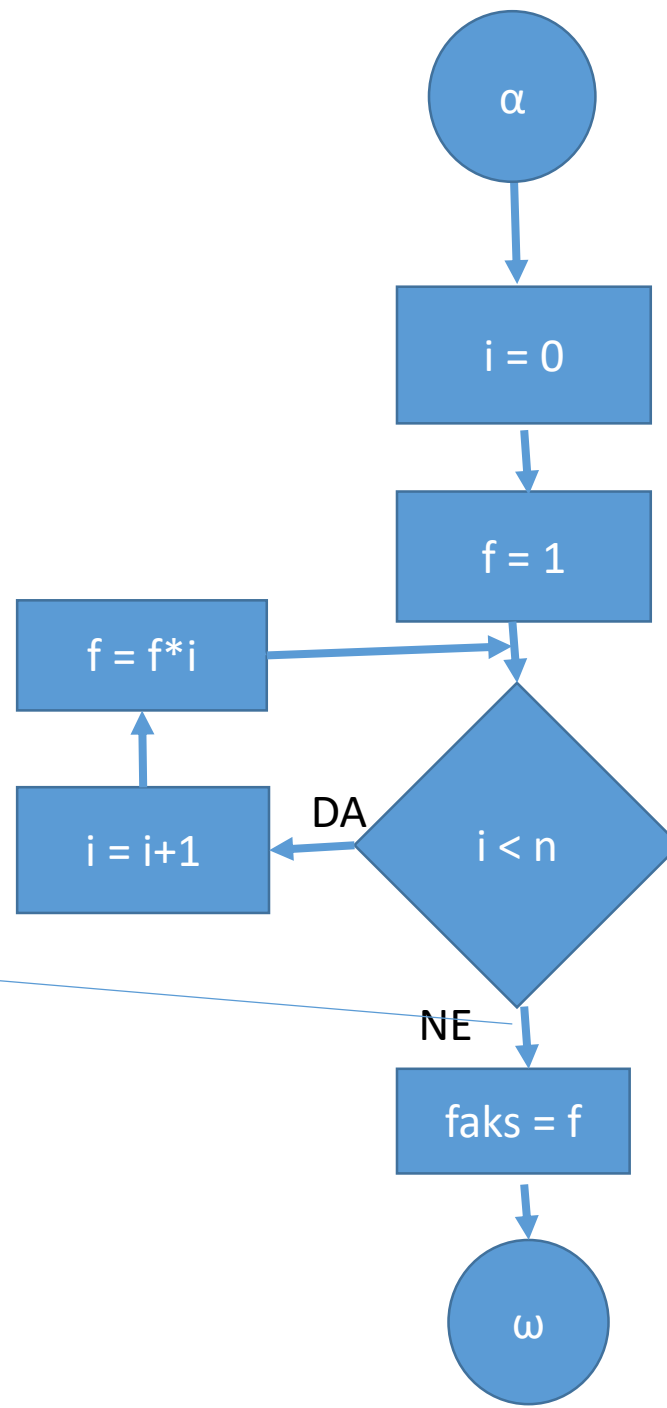 α
i = 0
f = 1
f = f*i
i = i+1
DA
i < n
NE
faks = f
ω